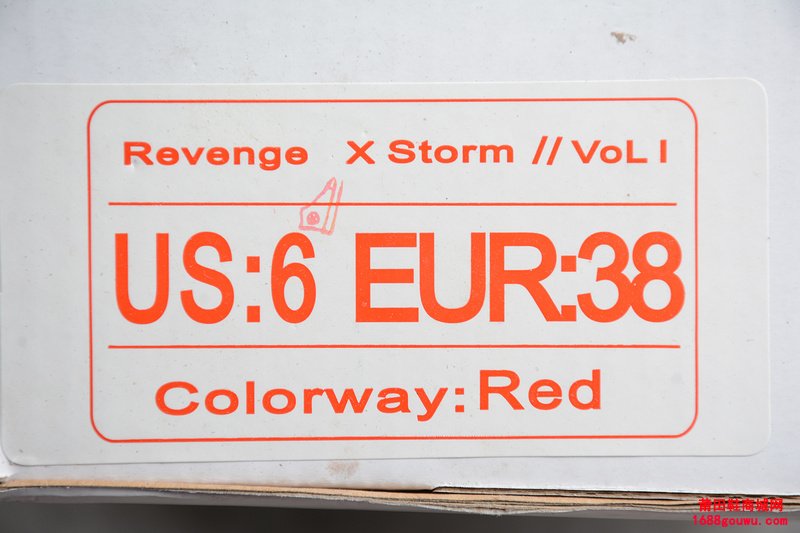 Revenge X Storm // VoL I
US:6 EUR:38
Colorway: Red
莆田鞋商城网
1688gouwu.com